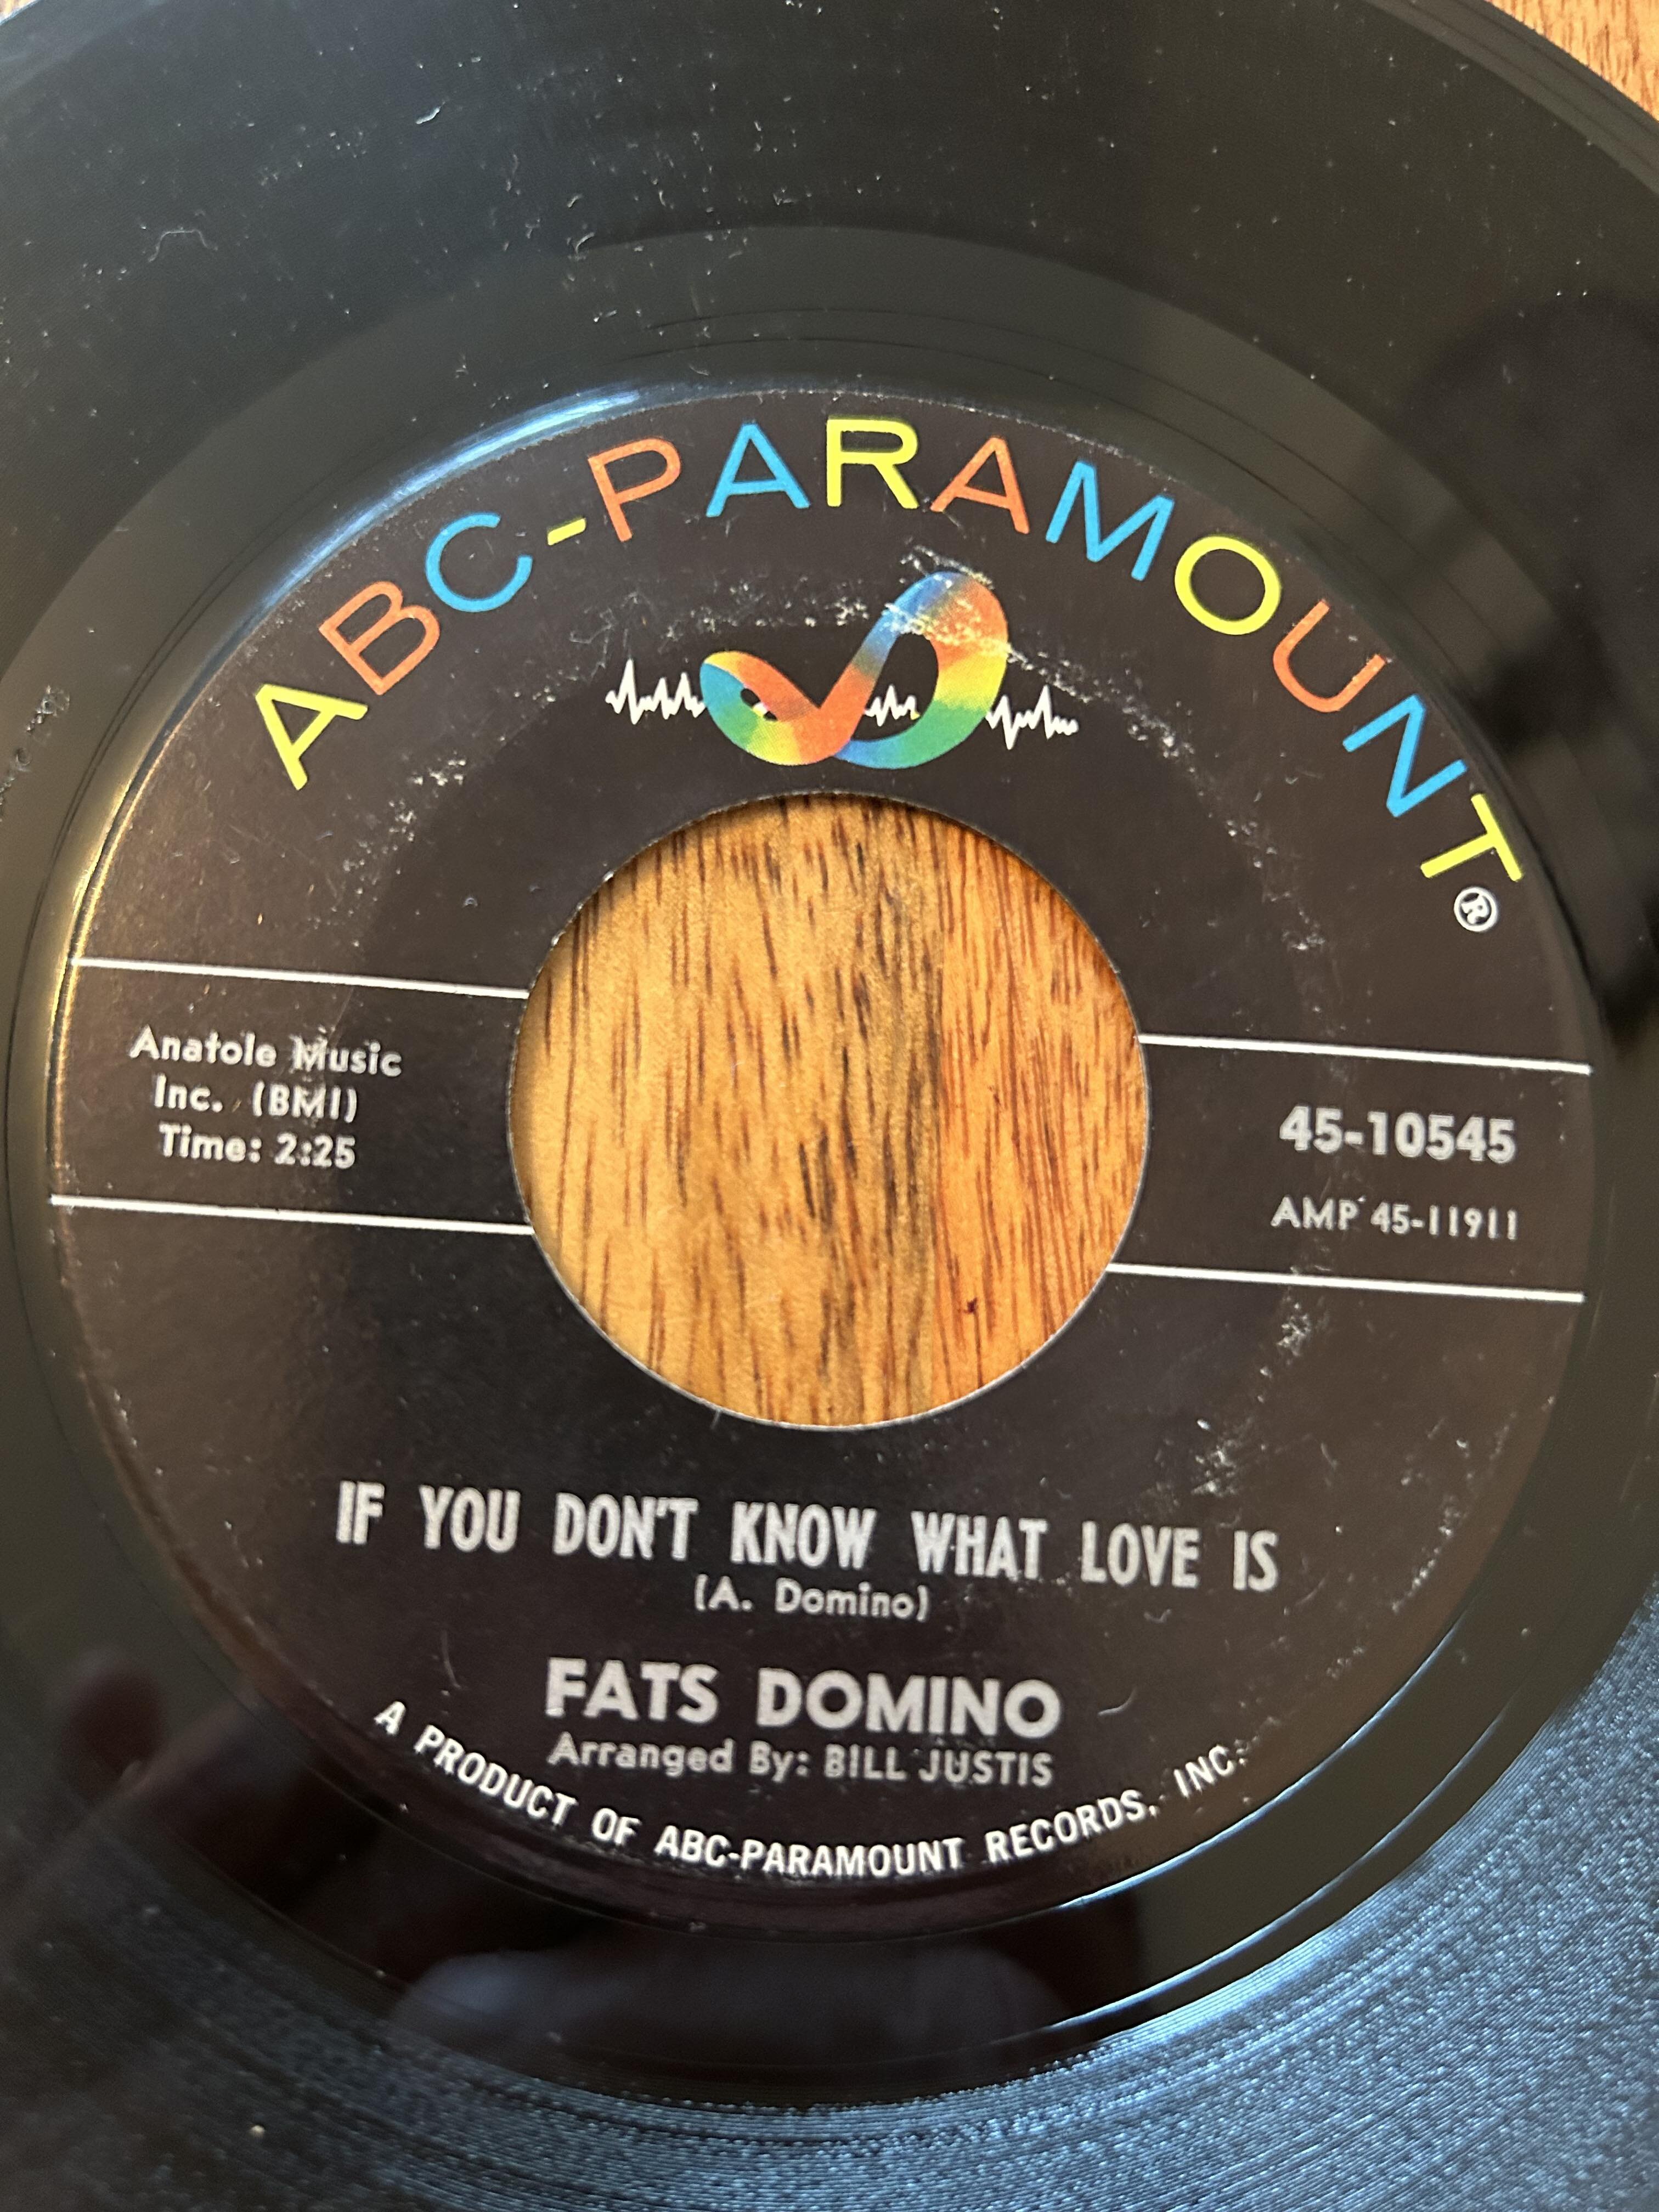 ABC-PARAMOUNT®
Anatole Music
Inc. (BMI)
Time: 2:25
45-10545
AMP 45-11911
IF YOU DON'T KNOW WHAT LOVE IS
(A. Domino)
FATS DOMINO
Arranged By: BILL JUSTIS
A PRODUCT OF ABC-PARAMOUNT RECORDS, INC.